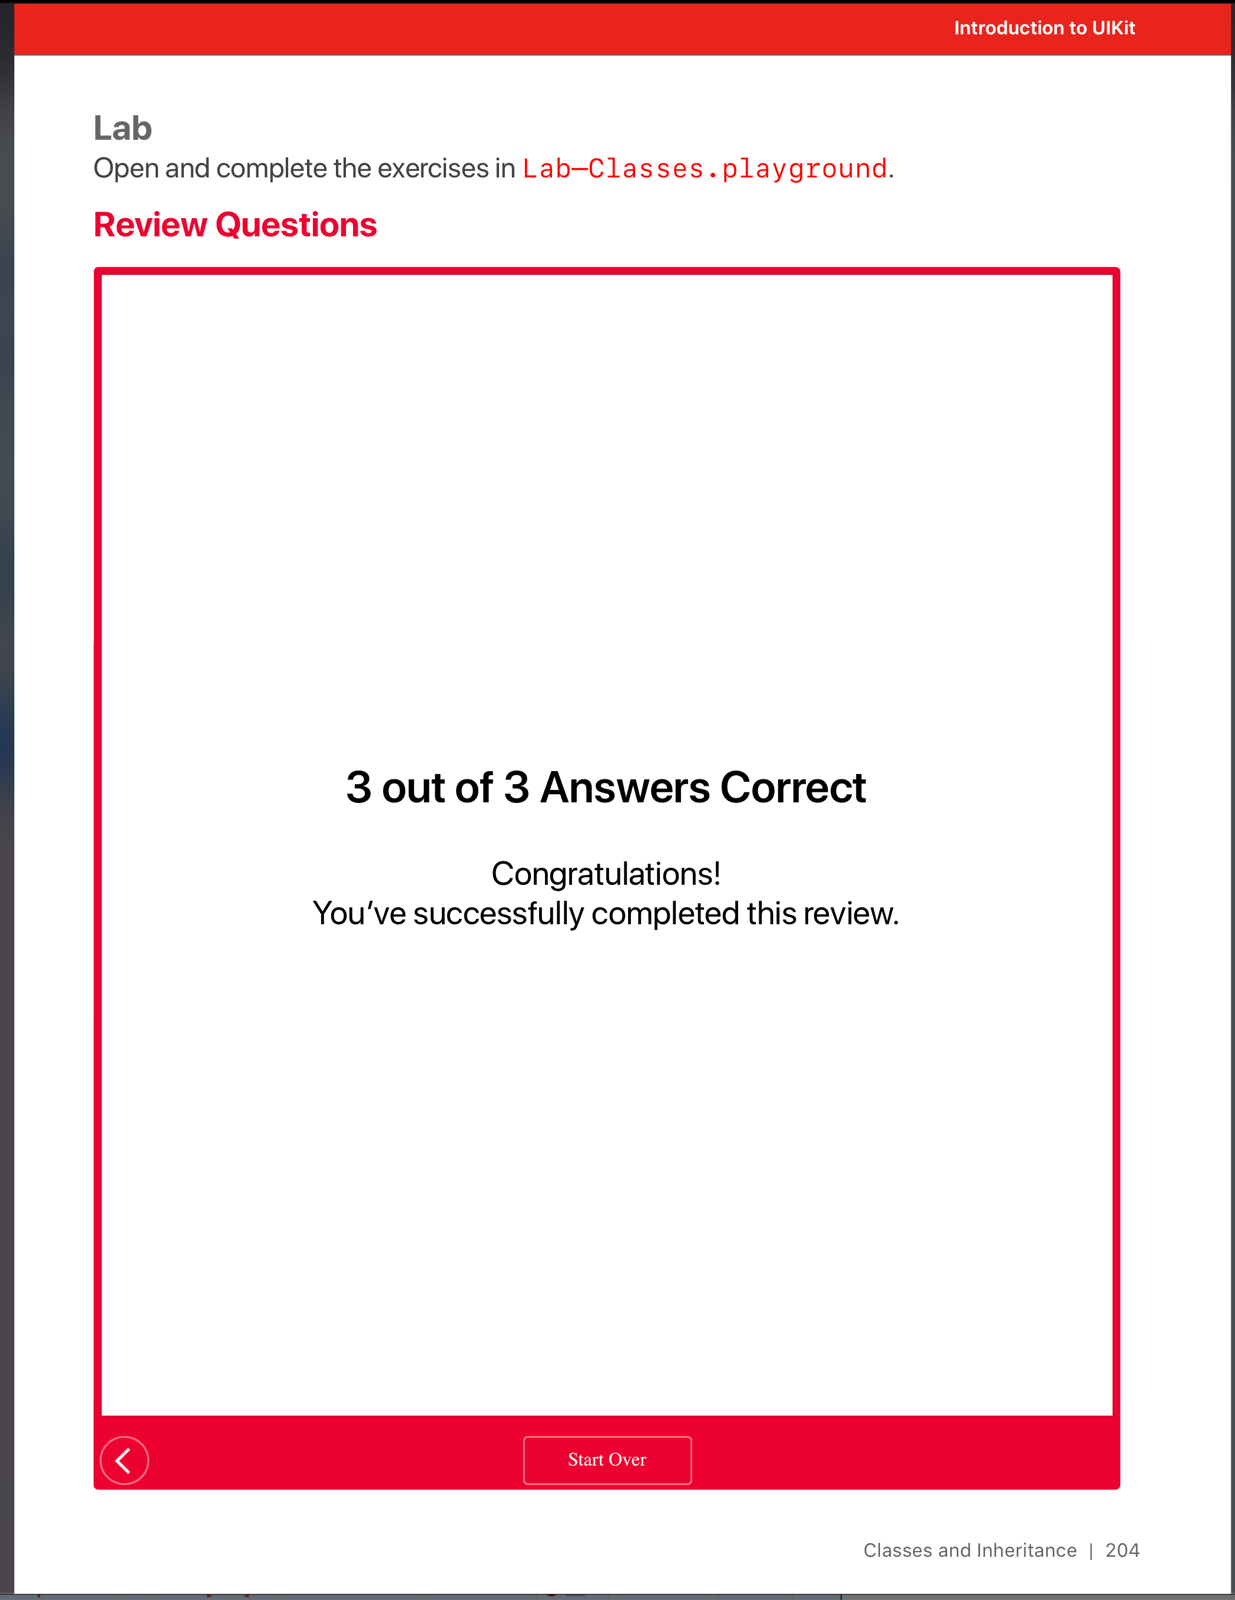 Introduction to UIKit
Lab
Open and complete the exercises in Lab—Classes.playground.
Review Questions
3 out of 3 Answers Correct
Congratulations!
You’ve successfully completed this review.
Start Over
Classes and Inheritance | 204